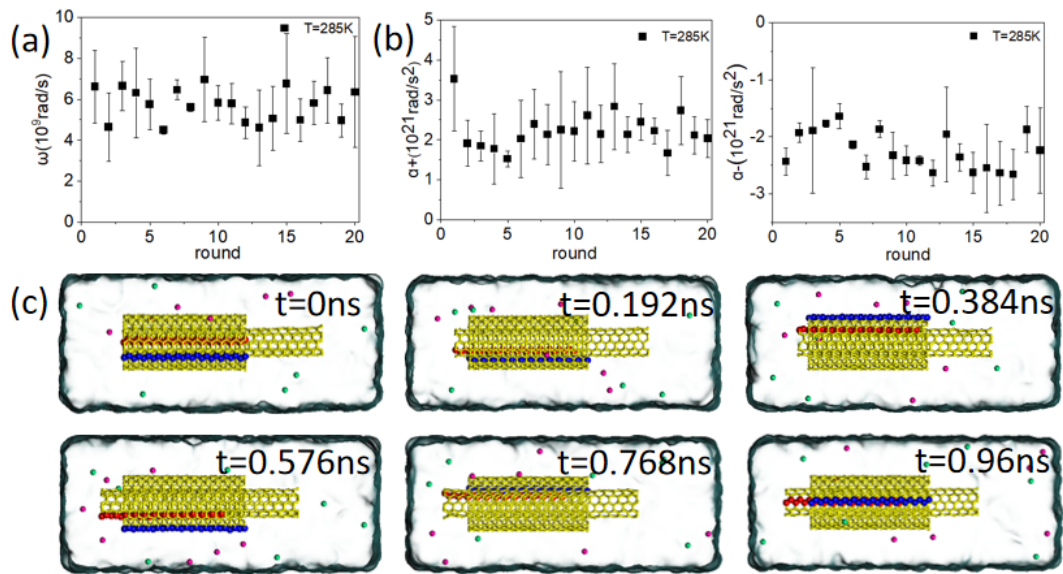 (a)
T=285K
ω(10⁹rad/s)
10
8
6
4
2
0
0 5 10 15 20
round
(b)
T=285K
α+(10²¹rad/s²)
5
4
3
2
1
0
0 5 10 15 20
round
T=285K
α-(10²¹rad/s²)
-0
-1
-2
-3
0 5 10 15 20
round
(c)
t=0ns
t=0.192ns
t=0.384ns
t=0.576ns
t=0.768ns
t=0.96ns